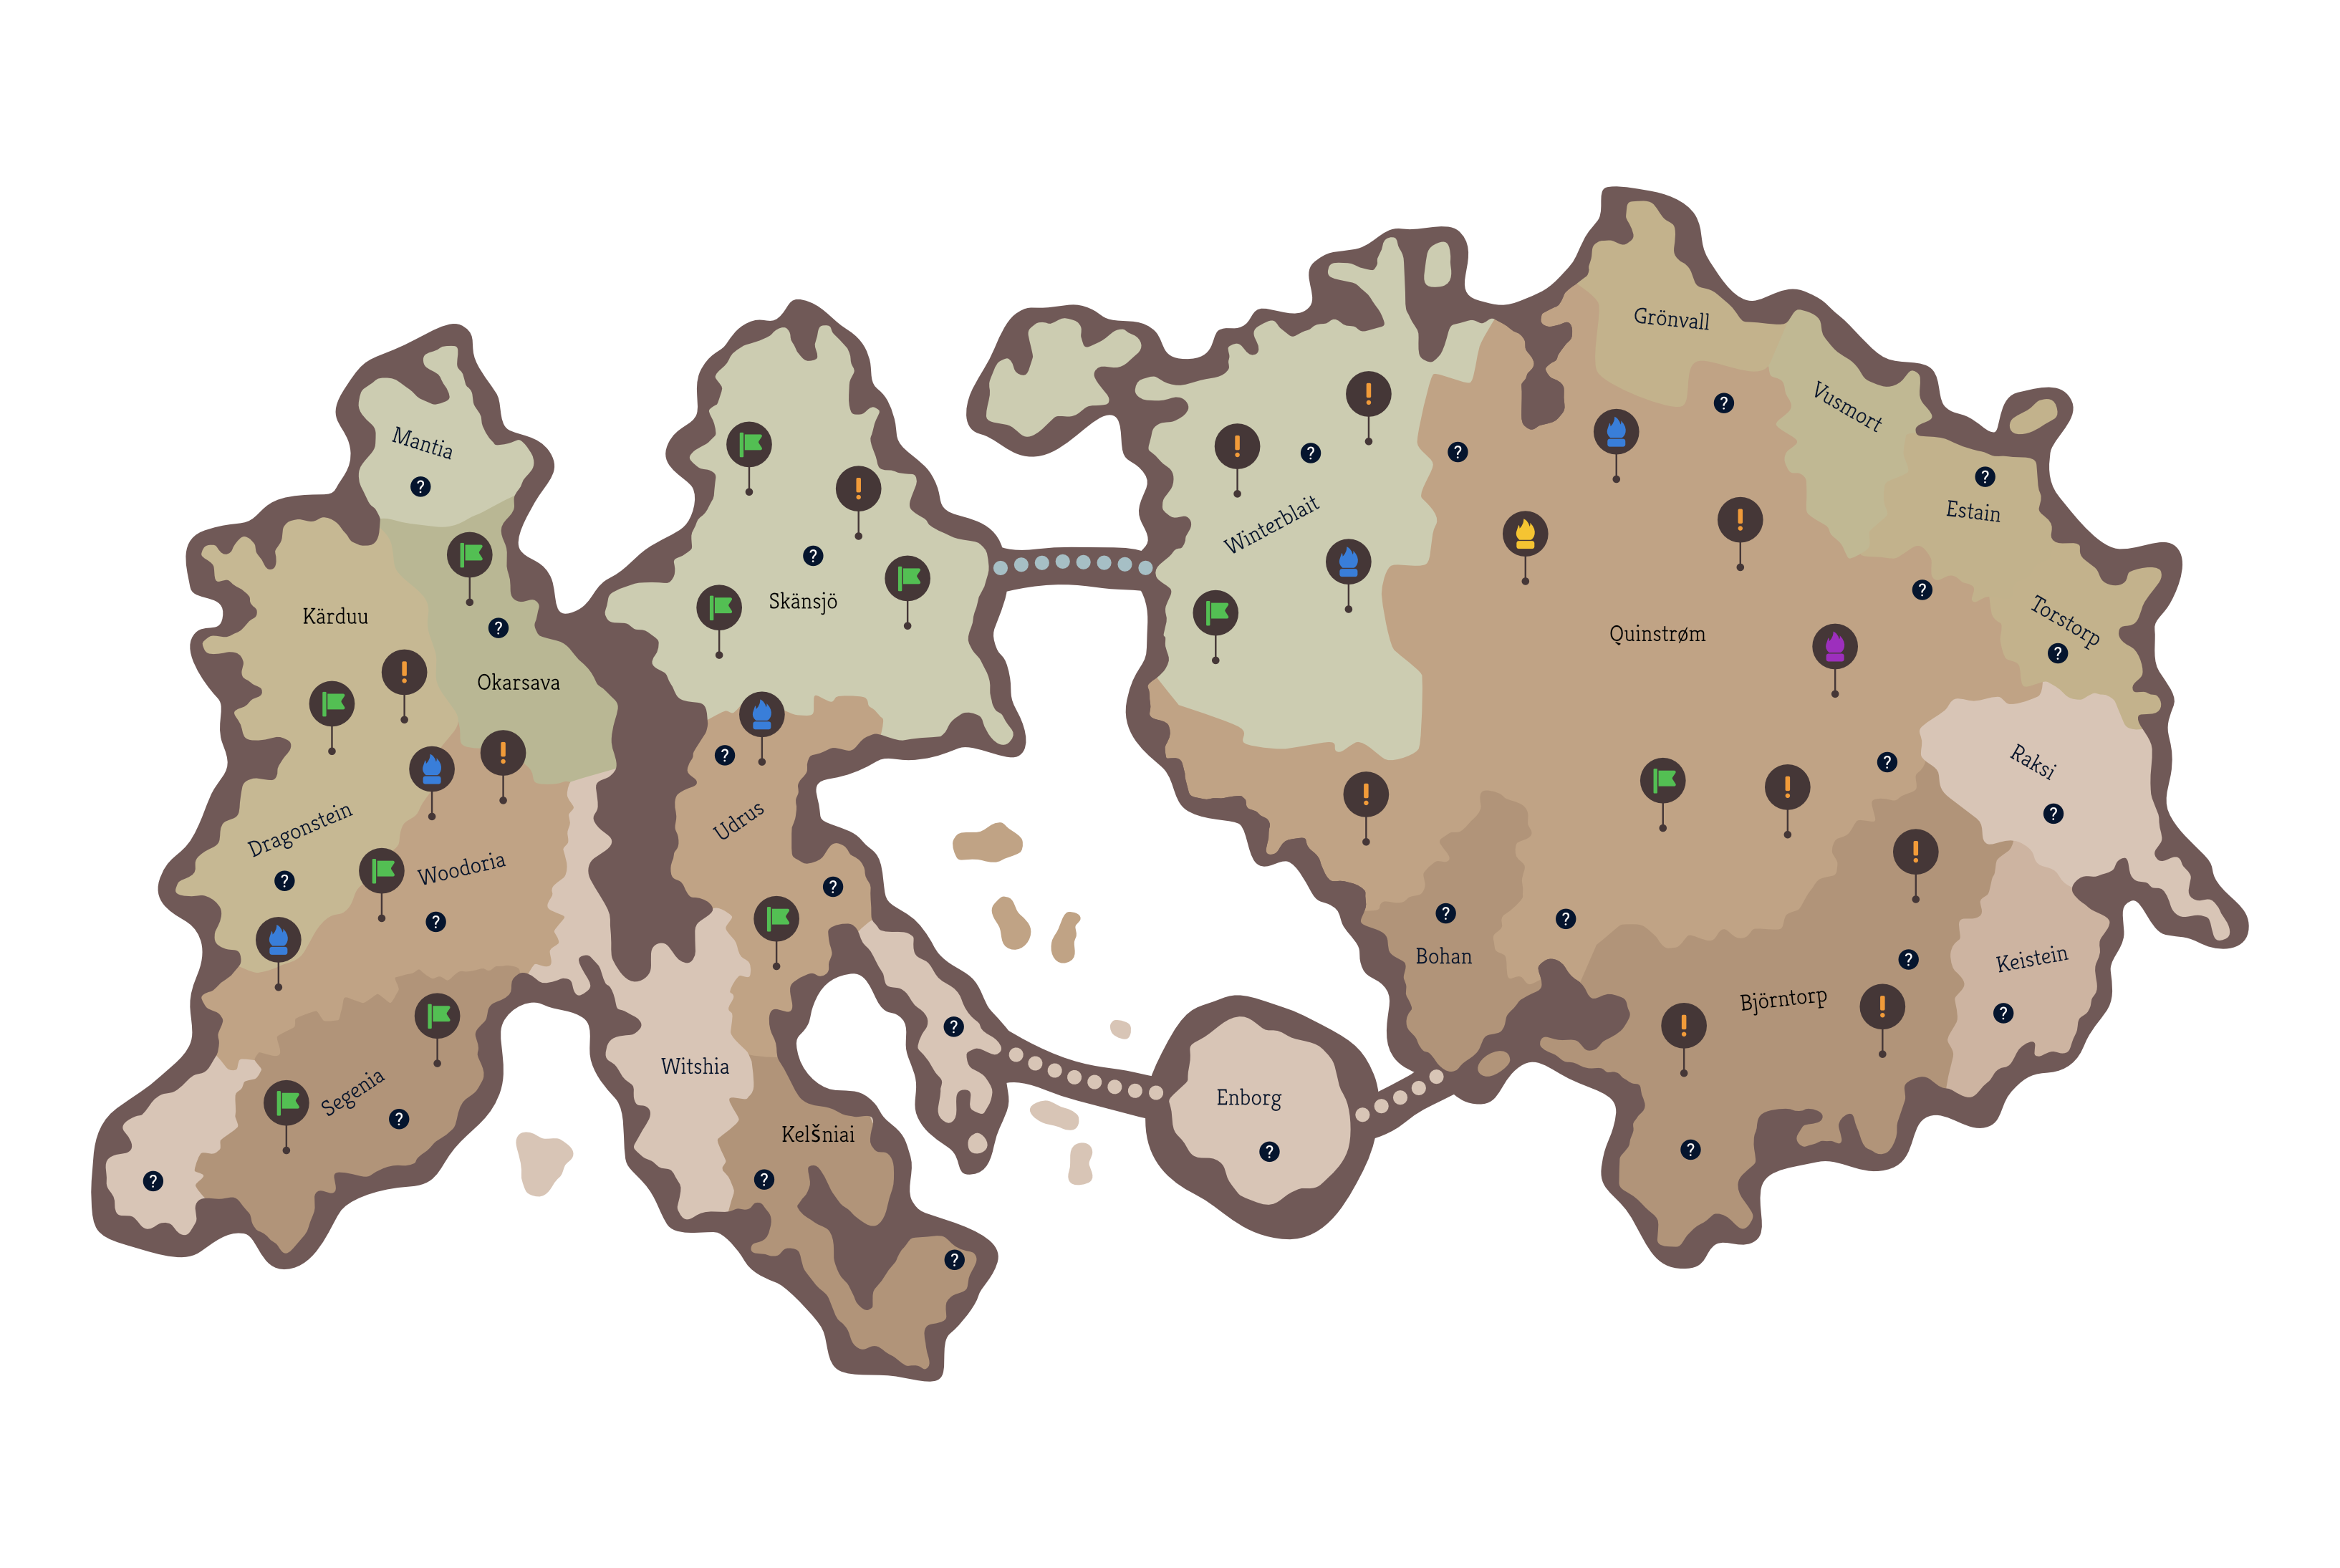 Grönvall
Vusmort
Mantia
Winterblait
Estain
Skänsjö
Kärduu
Torstorp
Quinstrøm
Okarsava
Raksi
Udrus
Dragonstein
Woodoria
Bohan
Keistein
Björntorp
Witshia
Segenia
Enborg
Kelšniai